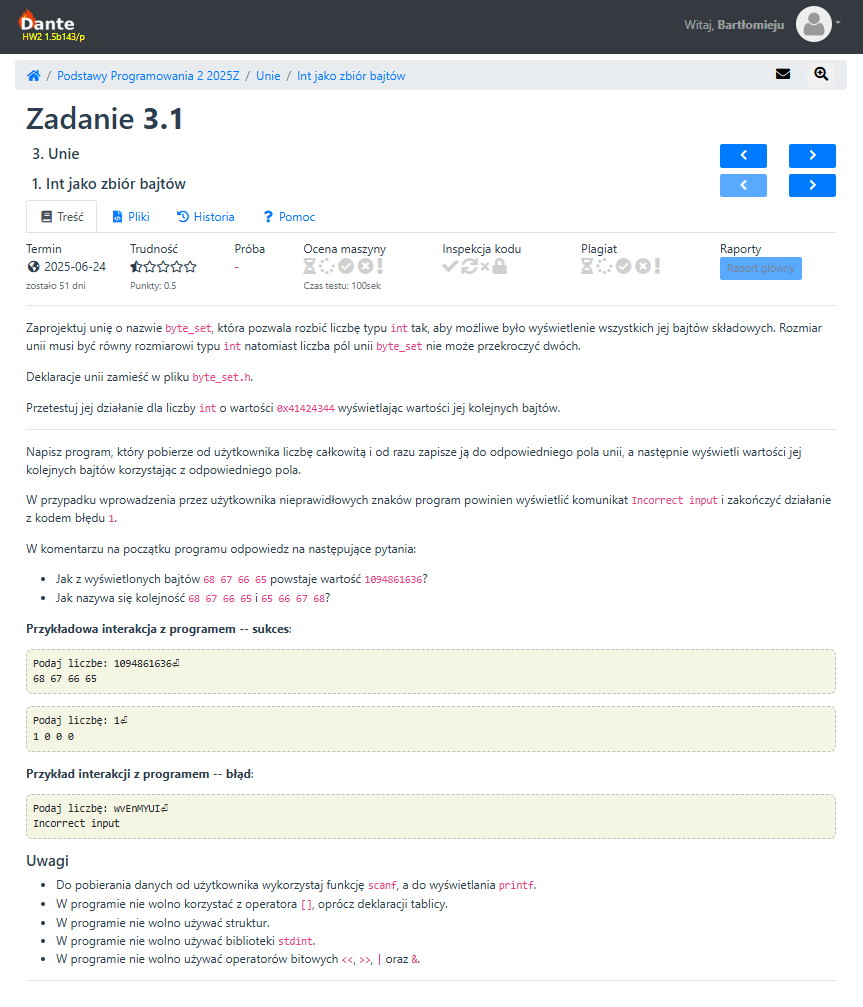 Dante
HW2 1.5b143/p
Witaj, Bartłomieju
/ Podstawy Programowania 2 2025Z / Unie / Int jako zbiór bajtów
Zadanie 3.1
3. Unie
1. Int jako zbiór bajtów
Treść Pliki Historia ? Pomoc
Termin Trudność Próba Ocena maszyny Inspekcja kodu Plagiat Raporty
2025-06-24 - Raport główny
zostało 51 dni Punkty: 0.5 Czas testu: 100sek
Zaprojektuj unię o nazwie byte_set, która pozwala rozbić liczbę typu int tak, aby możliwe było wyświetlenie wszystkich jej bajtów składowych. Rozmiar
unii musi być równy rozmiarowi typu int natomiast liczba pól unii byte_set nie może przekroczyć dwóch.
Deklaracje unii zamieść w pliku byte_set.h.
Przetestuj jej działanie dla liczby int o wartości 0x41424344 wyświetlając wartości jej kolejnych bajtów.
Napisz program, który pobierze od użytkownika liczbę całkowitą i od razu zapisze ją do odpowiedniego pola unii, a następnie wyświetli wartości jej
kolejnych bajtów korzystając z odpowiedniego pola.
W przypadku wprowadzenia przez użytkownika nieprawidłowych znaków program powinien wyświetlić komunikat Incorrect input i zakończyć działanie
z kodem błędu 1.
W komentarzu na początku programu odpowiedz na następujące pytania:
• Jak z wyświetlonych bajtów 68 67 66 65 powstaje wartość 1094861636?
• Jak nazywa się kolejność 68 67 66 65 i 65 66 67 68?
Przykładowa interakcja z programem -- sukces:
Podaj liczbe: 1094861636⏎
68 67 66 65
Podaj liczbę: 1⏎
1 0 0 0
Przykład interakcji z programem -- błąd:
Podaj liczbę: wvEnMYUI⏎
Incorrect input
Uwagi
• Do pobierania danych od użytkownika wykorzystaj funkcję scanf, a do wyświetlania printf.
• W programie nie wolno korzystać z operatora [], oprócz deklaracji tablicy.
• W programie nie wolno używać struktur.
• W programie nie wolno używać biblioteki stdint.
• W programie nie wolno używać operatorów bitowych <<, >>, | oraz &.